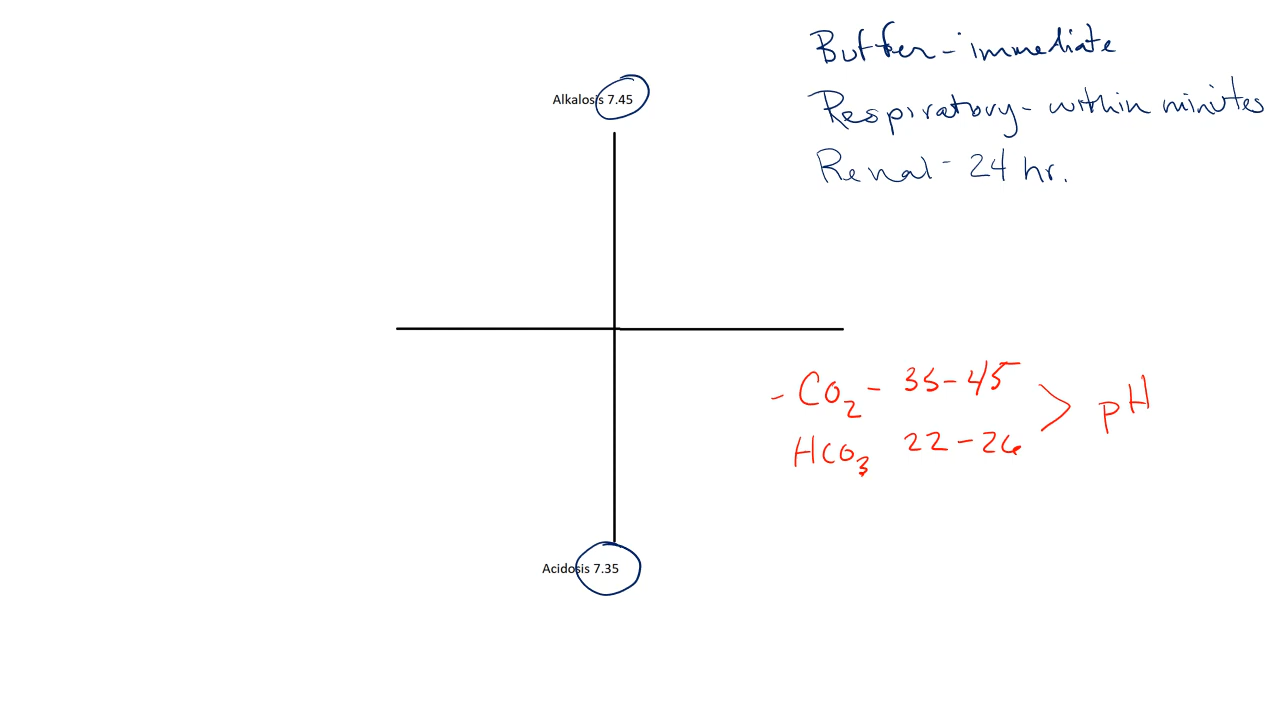 Buffer - immediate
Alkalosis 7.45
Respiratory - within minutes
Renal - 24 hr.
- CO2 - 35-45
HCO3 22-26
> pH
Acidosis 7.35